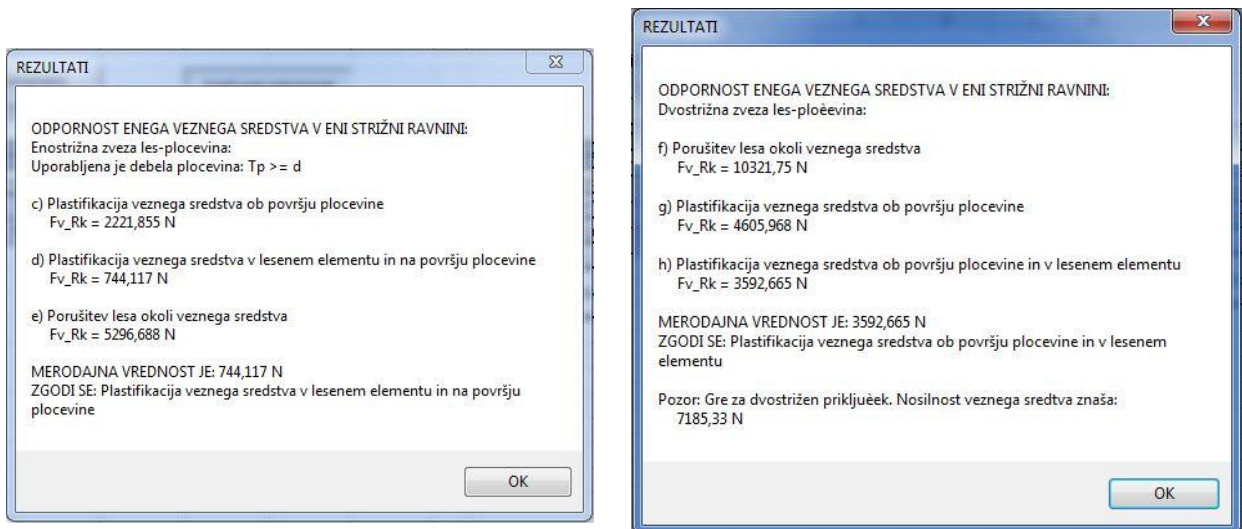 REZULTATI
ODPORNOST ENEGA VEZNEGA SREDSTVA V ENI STRIŽNI RAVNINI:
Enostrižna zveza les-plocevina:
Uporabljena je debela plocevina: Tp >= d
c) Plastifikacija veznega sredstva ob površju plocevine
Fv_Rk = 2221,855 N
d) Plastifikacija veznega sredstva v lesenem elementu in na površju plocevine
Fv_Rk = 744,117 N
e) Porušitev lesa okoli veznega sredstva
Fv_Rk = 5296,688 N
MERODAJNA VREDNOST JE: 744,117 N
ZGODI SE: Plastifikacija veznega sredstva v lesenem elementu in na površju
plocevine
OK
REZULTATI
ODPORNOST ENEGA VEZNEGA SREDSTVA V ENI STRIŽNI RAVNINI:
Dvostrižna zveza les-ploèevina:
f) Porušitev lesa okoli veznega sredstva
Fv_Rk = 10321,75 N
g) Plastifikacija veznega sredstva ob površju plocevine
Fv_Rk = 4605,968 N
h) Plastifikacija veznega sredstva ob površju plocevine in v lesenem elementu
Fv_Rk = 3592,665 N
MERODAJNA VREDNOST JE: 3592,665 N
ZGODI SE: Plastifikacija veznega sredstva ob površju plocevine in v lesenem
elementu
Pozor: Gre za dvostrižen prikljuèek. Nosilnost veznega sredtva znaša:
7185,33 N
OK